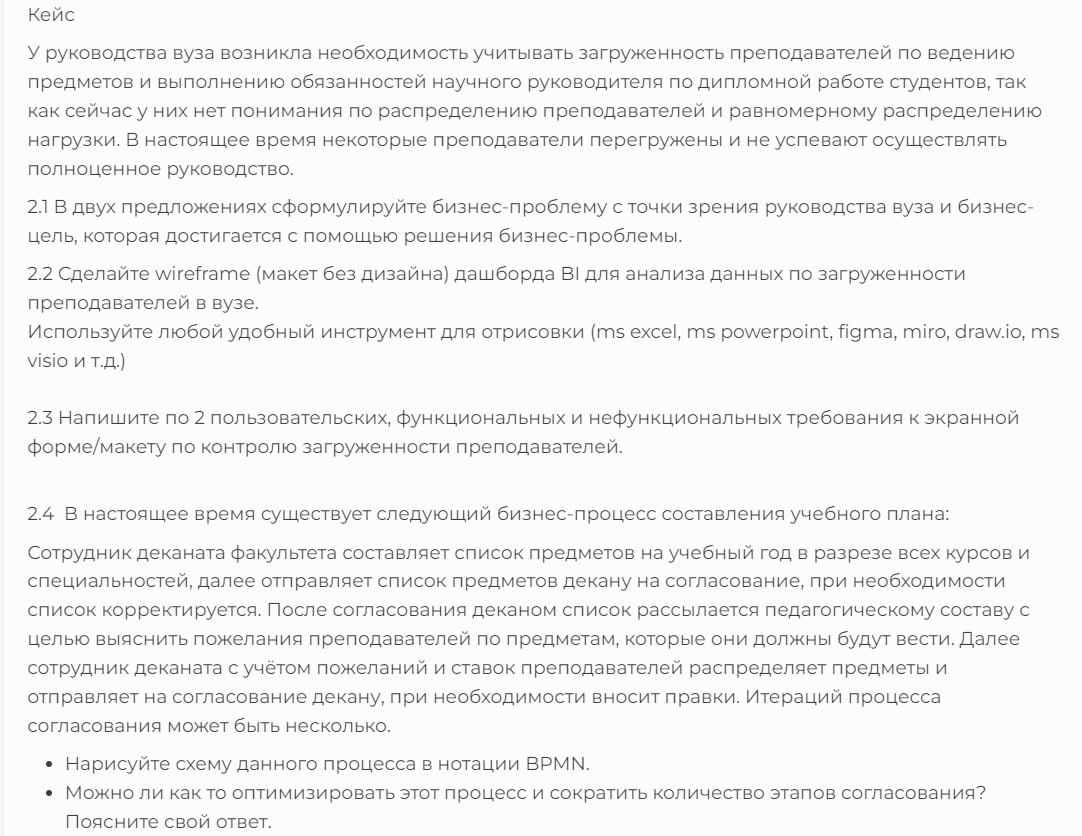 Кейс
У руководства вуза возникла необходимость учитывать загруженность преподавателей по ведению
предметов и выполнению обязанностей научного руководителя по дипломной работе студентов, так
как сейчас у них нет понимания по распределению преподавателей и равномерному распределению
нагрузки. В настоящее время некоторые преподаватели перегружены и не успевают осуществлять
полноценное руководство.
2.1 В двух предложениях сформулируйте бизнес-проблему с точки зрения руководства вуза и бизнес-
цель, которая достигается с помощью решения бизнес-проблемы.
2.2 Сделайте wireframe (макет без дизайна) дашборда BI для анализа данных по загруженности
преподавателей в вузе.
Используйте любой удобный инструмент для отрисовки (ms excel, ms powerpoint, figma, miro, draw.io, ms
visio и т.д.)
2.3 Напишите по 2 пользовательских, функциональных и нефункциональных требования к экранной
форме/макету по контролю загруженности преподавателей.
2.4 В настоящее время существует следующий бизнес-процесс составления учебного плана:
Сотрудник деканата факультета составляет список предметов на учебный год в разрезе всех курсов и
специальностей, далее отправляет список предметов декану на согласование, при необходимости
список корректируется. После согласования деканом список рассылается педагогическому составу с
целью выяснить пожелания преподавателей по предметам, которые они должны будут вести. Далее
сотрудник деканата с учётом пожеланий и ставок преподавателей распределяет предметы и
отправляет на согласование декану, при необходимости вносит правки. Итераций процесса
согласования может быть несколько.
• Нарисуйте схему данного процесса в нотации BPMN.
• Можно ли как то оптимизировать этот процесс и сократить количество этапов согласования?
Поясните свой ответ.